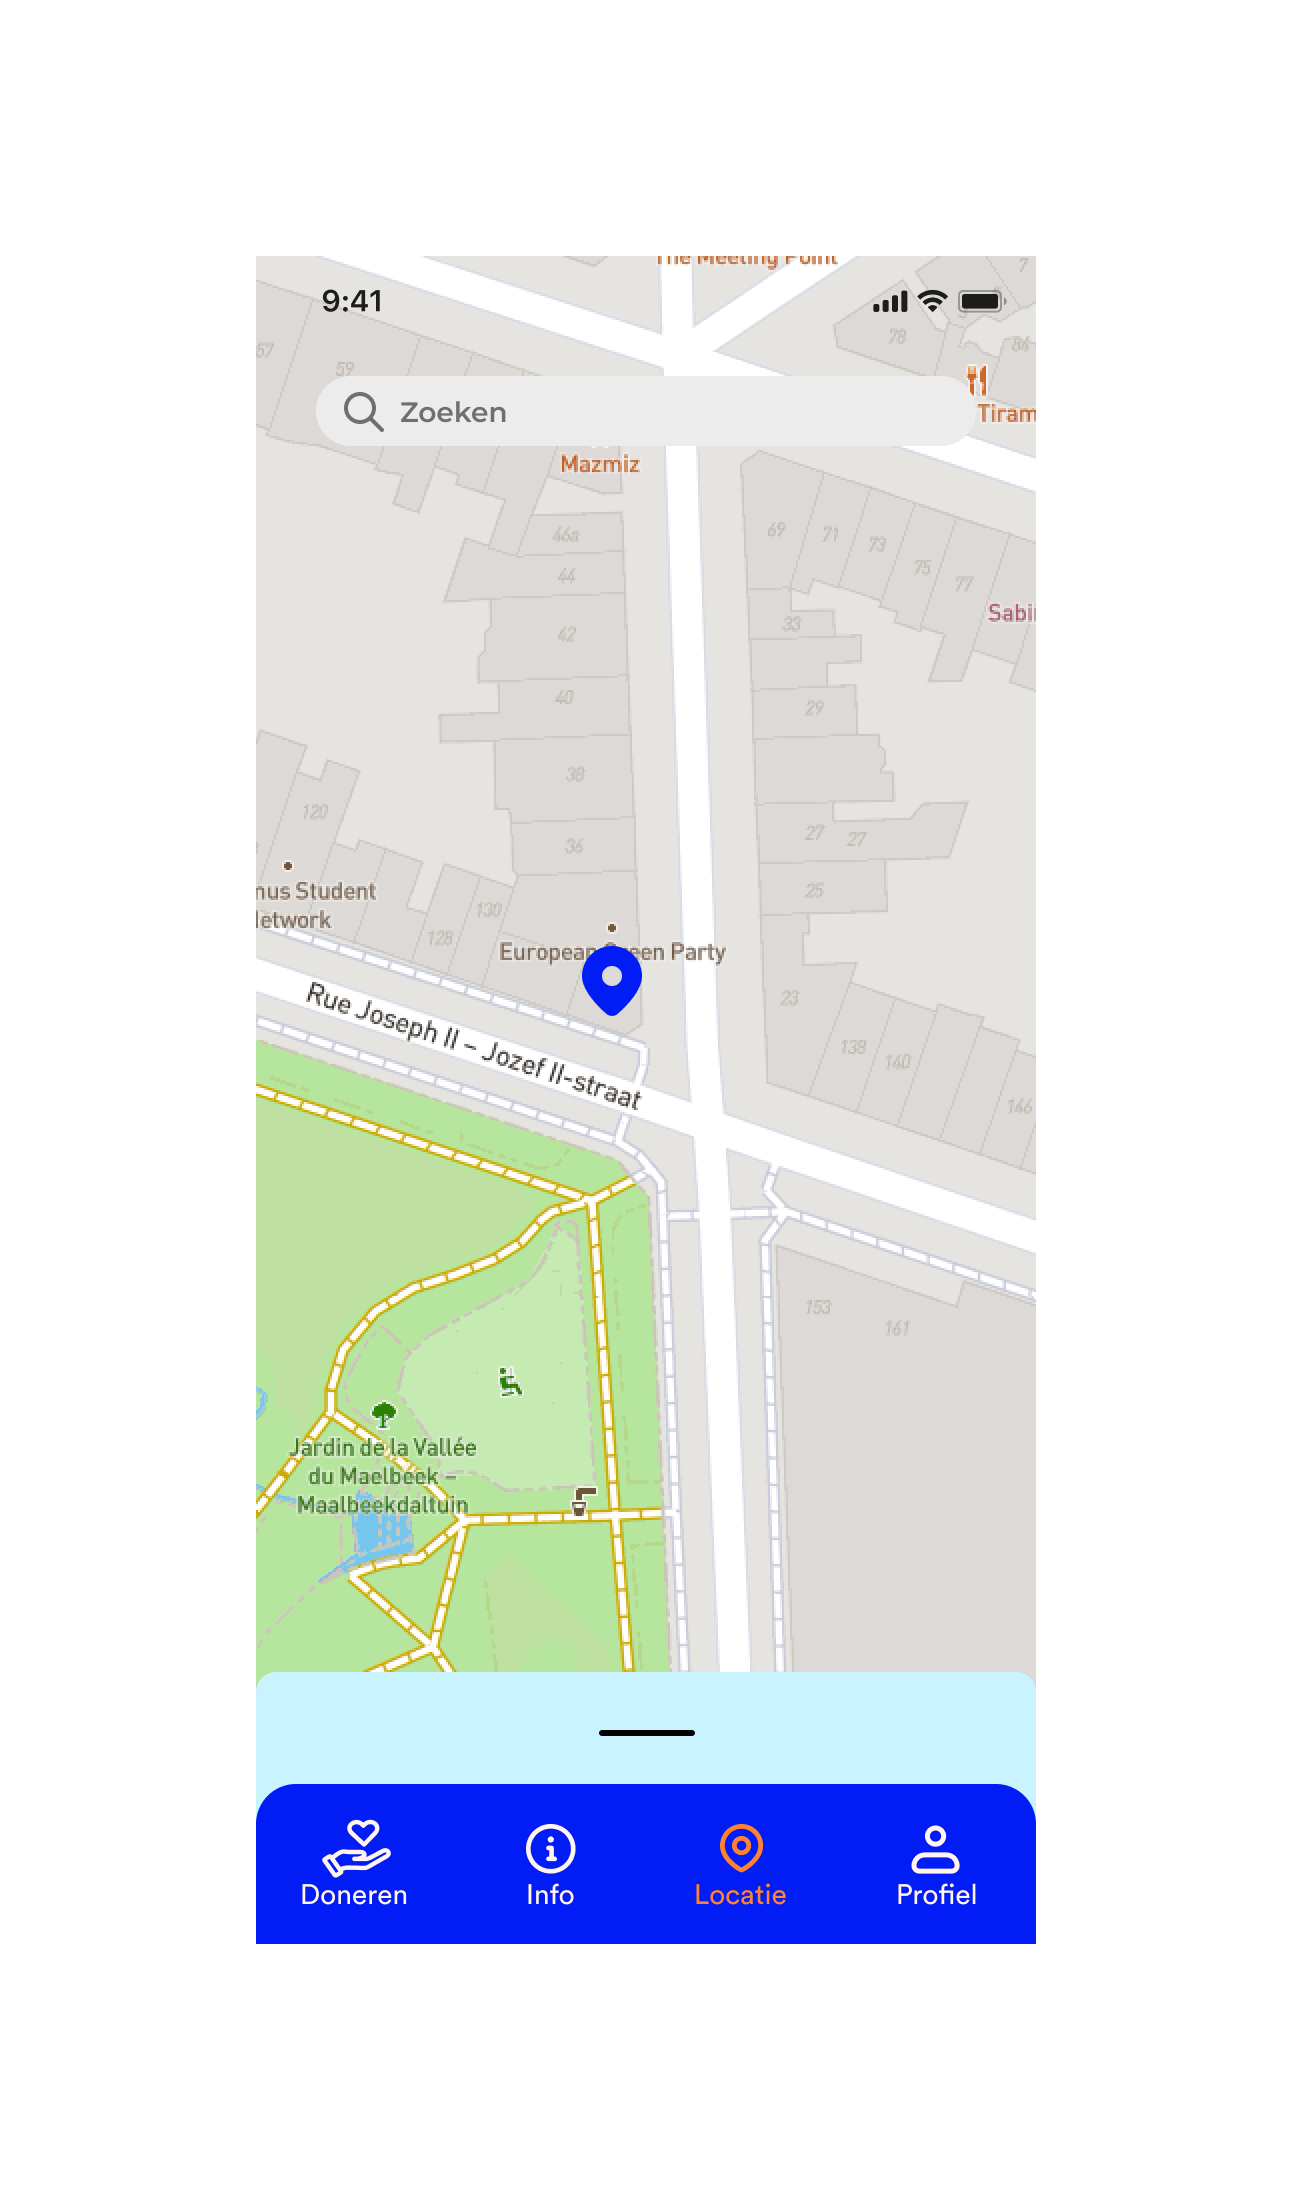 The Meeting Point
9:41
7
78
84
57
59
Zoeken
Tiram
Mazmiz
46a
69
71
73
75
77
44
Sabi
33
42
40
29
38
120
27
27
36
25
nus Student
etwork
130
128
European Green Party
23
Rue Joseph II – Jozef II-straat
138
140
146
153
161
Jardin de la Vallée
du Maelbeek –
Maalbeekdaltuin
Doneren
Info
Locatie
Profiel